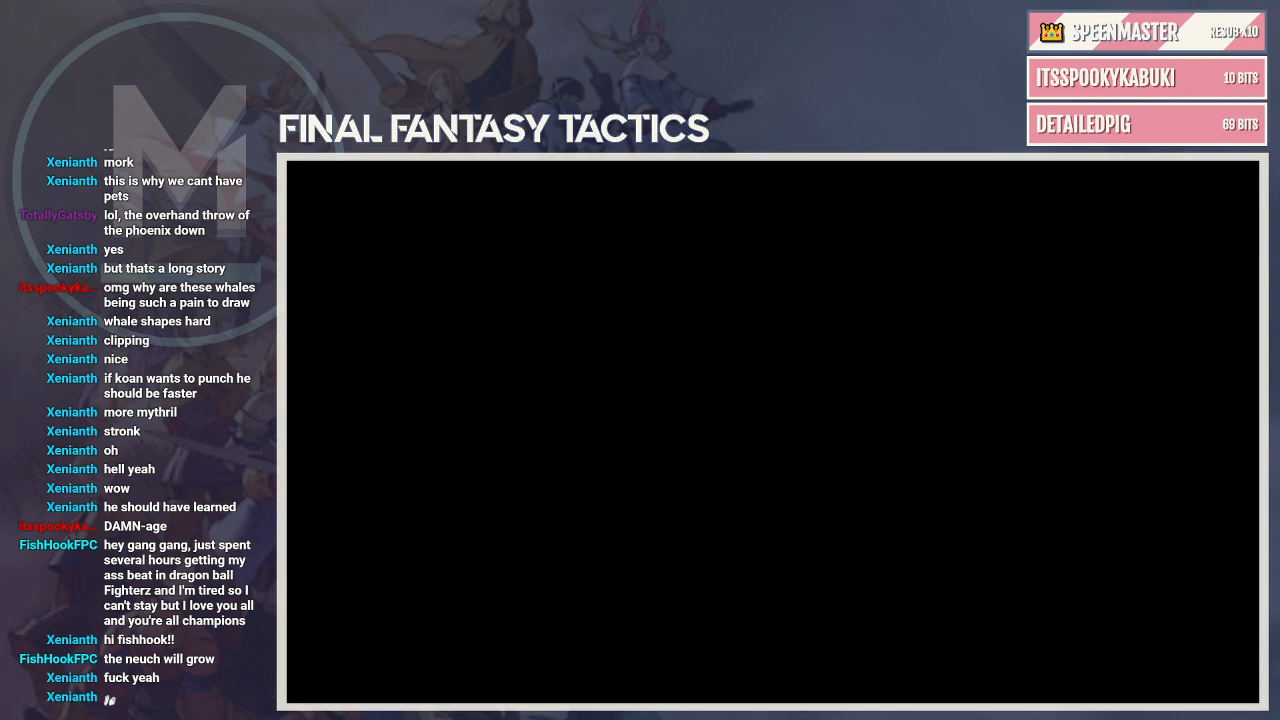 SPEENMASTER RESUB X10
ITSSPOOKYKABUKI 10 BITS
DETAILEDPIG 69 BITS
FINAL FANTASY TACTICS
M
Xenianth mork
Xenianth this is why we cant have
pets
TotallyGatsby lol, the overhand throw of
the phoenix down
Xenianth yes
Xenianth but thats a long story
itsspookyka... omg why are these whales
being such a pain to draw
Xenianth whale shapes hard
Xenianth clipping
Xenianth nice
Xenianth if koan wants to punch he
should be faster
Xenianth more mythril
Xenianth stronk
Xenianth oh
Xenianth hell yeah
Xenianth wow
Xenianth he should have learned
itsspookyka... DAMN-age
FishHookFPC hey gang gang, just spent
several hours getting my
ass beat in dragon ball
Fighterz and I'm tired so I
can't stay but I love you all
and you're all champions
Xenianth hi fishhook!!
FishHookFPC the neuch will grow
Xenianth fuck yeah
Xenianth